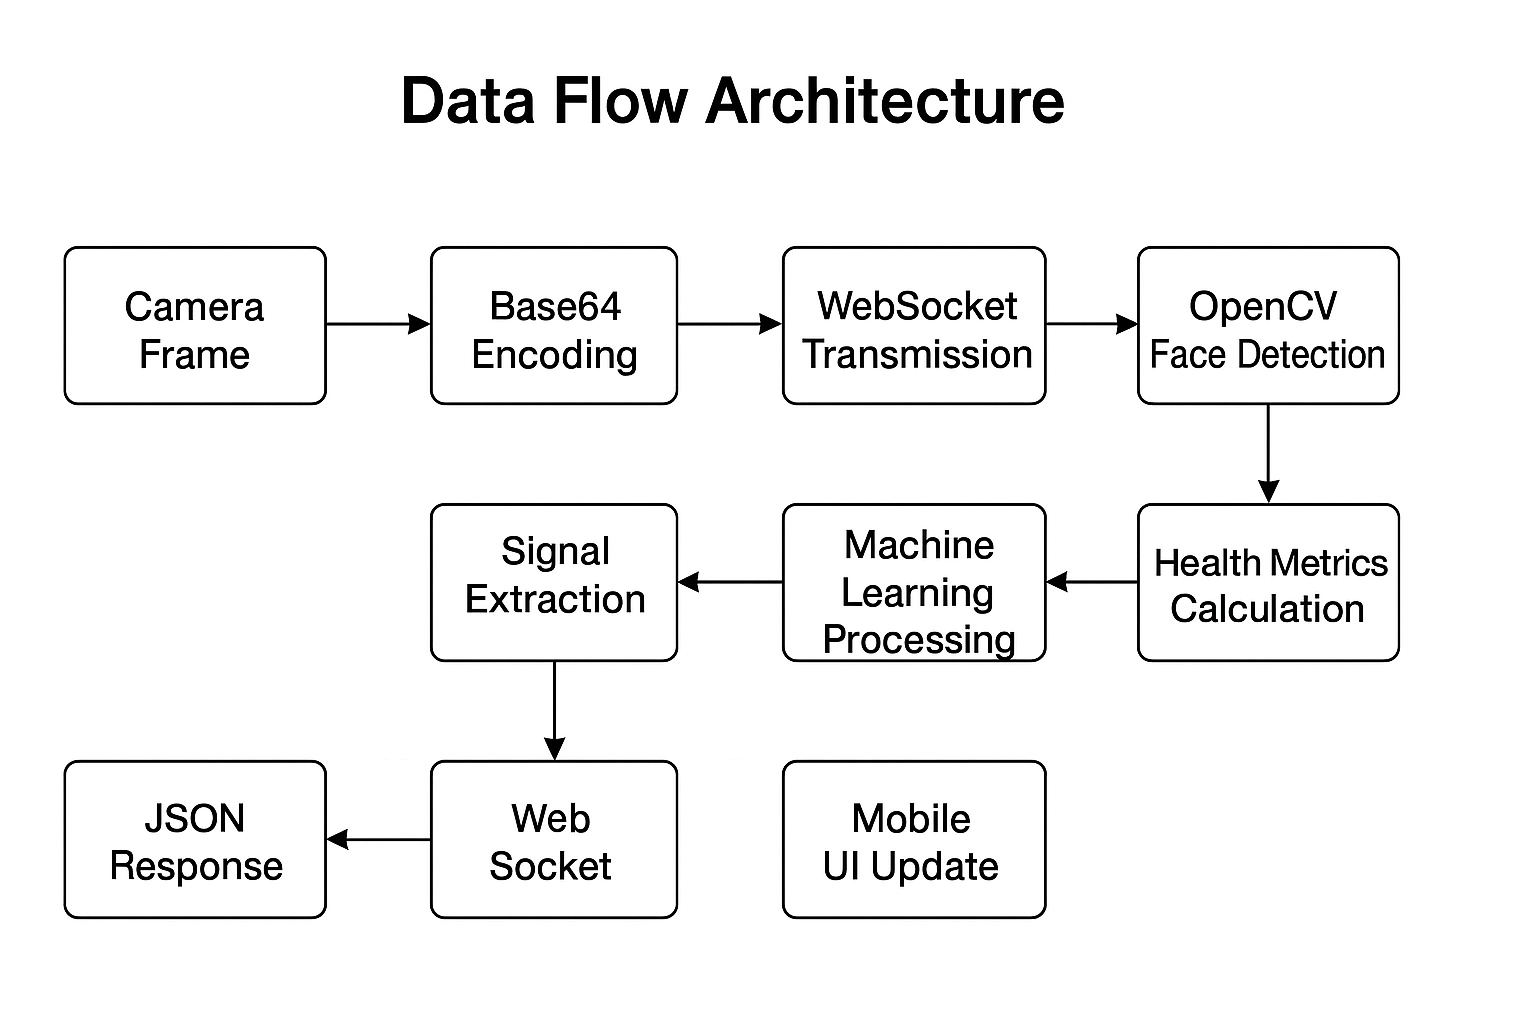 Data Flow Architecture
Camera
Frame
Base64
Encoding
WebSocket
Transmission
OpenCV
Face Detection
Signal
Extraction
Machine
Learning
Processing
Health Metrics
Calculation
JSON
Response
Web
Socket
Mobile
UI Update